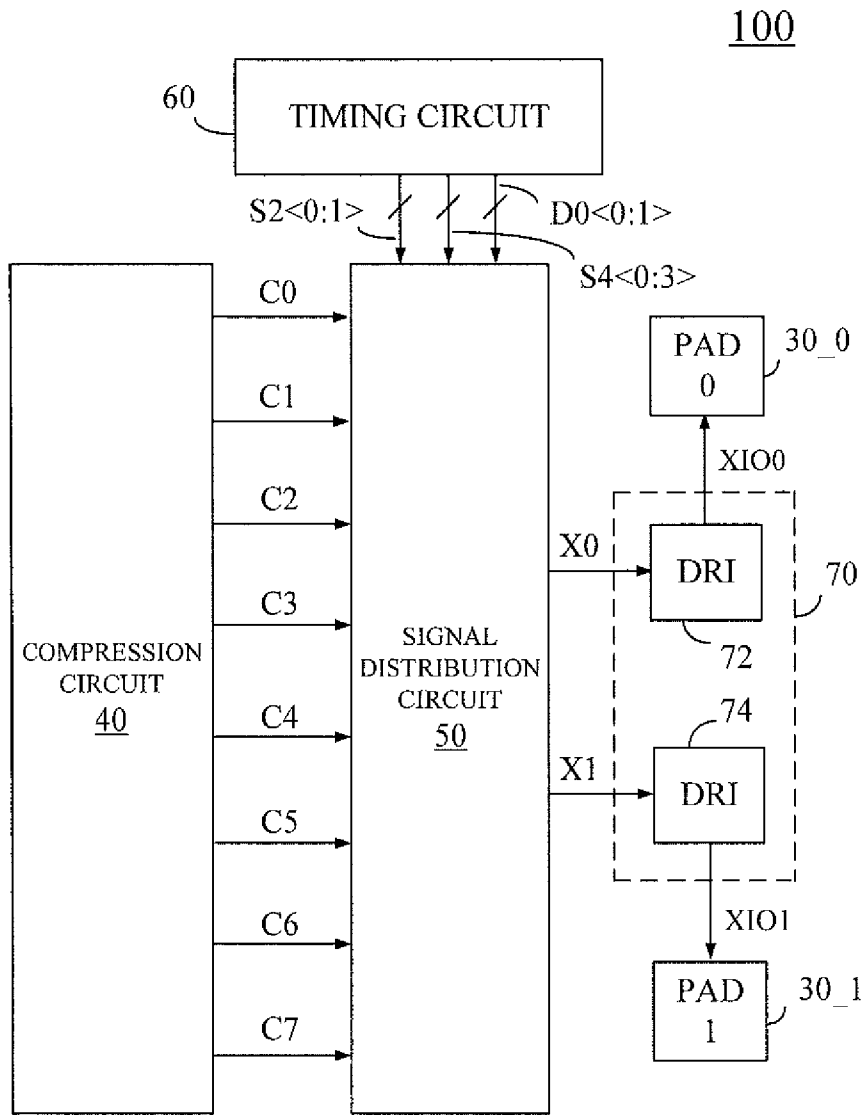 100
60
TIMING CIRCUIT
S2<0:1>
D0<0:1>
S4<0:3>
C0
C1
C2
C3
C4
C5
C6
C7
COMPRESSION
CIRCUIT
40
SIGNAL
DISTRIBUTION
CIRCUIT
50
X0
X1
PAD
0
30_0
XIO0
DRI
72
70
74
DRI
XIO1
PAD
1
30_1